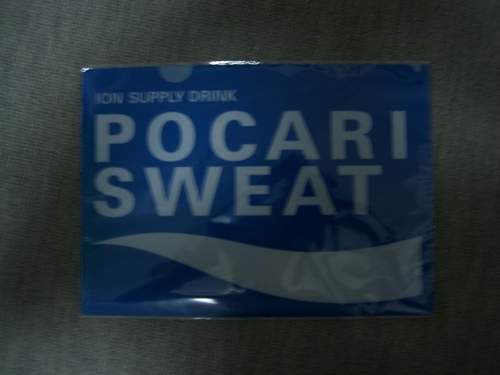 ION SUPPLY DRINK
POCARI
SWEAT